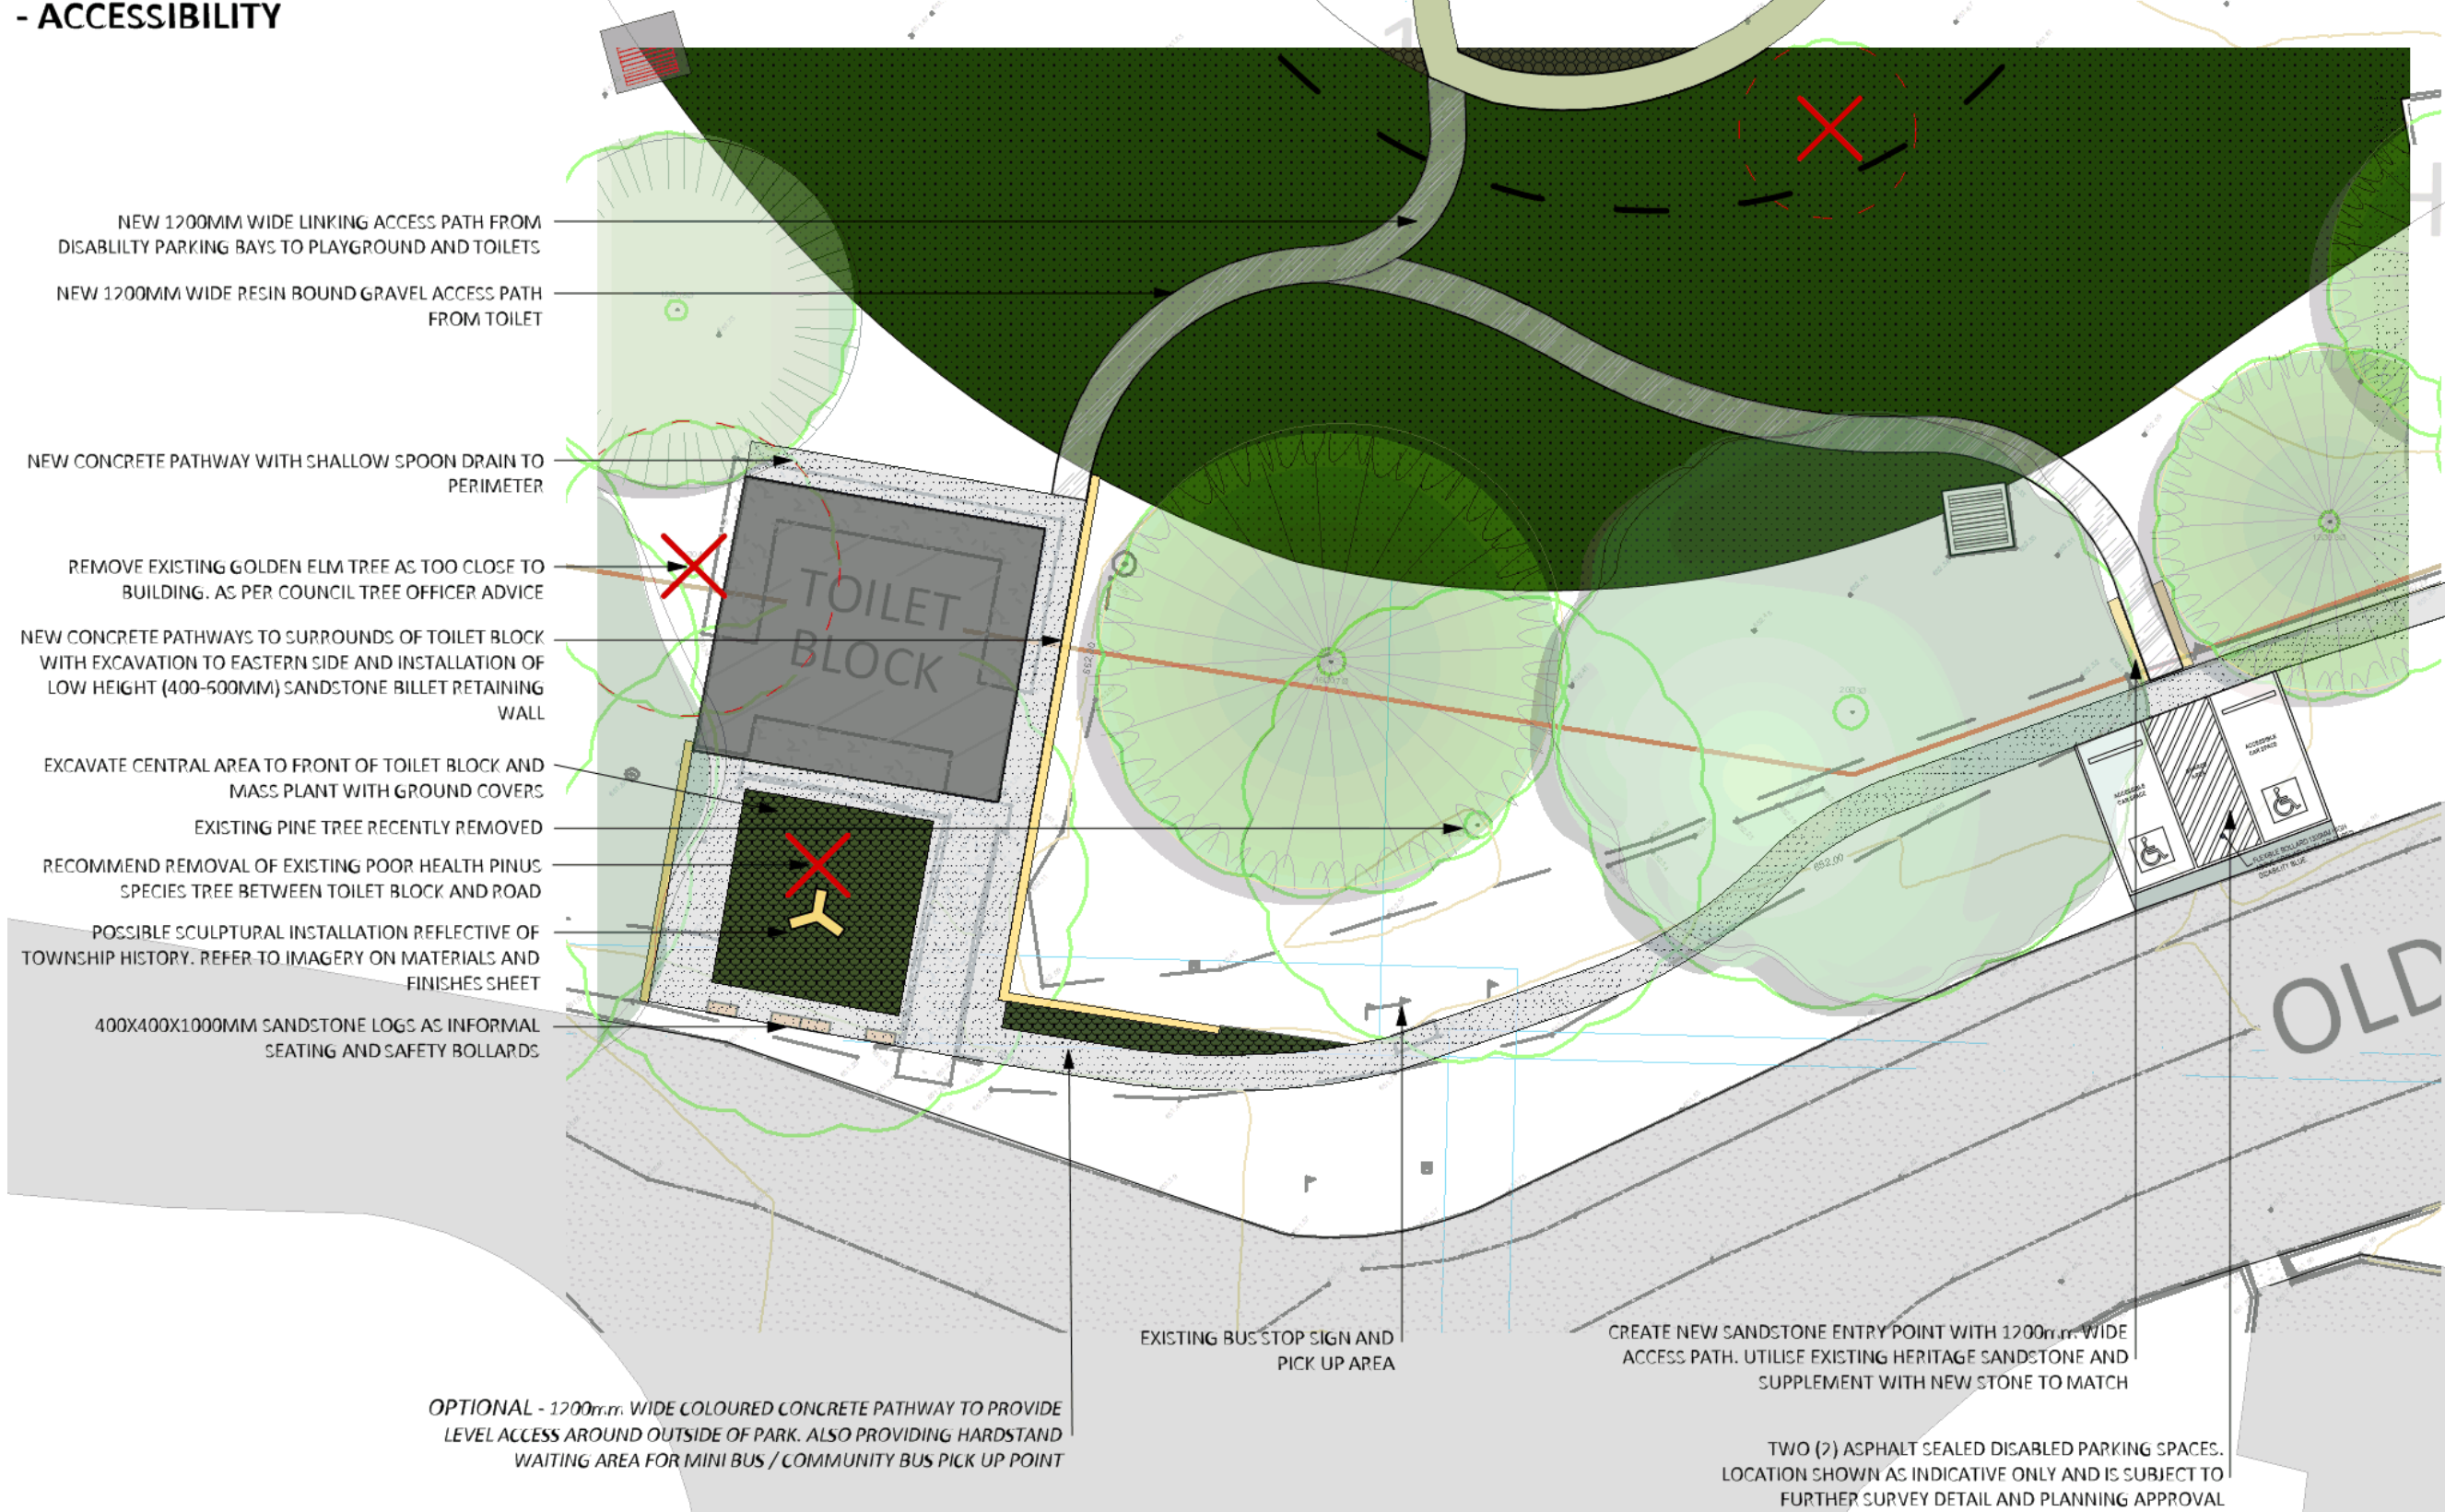 - ACCESSIBILITY
NEW 1200MM WIDE LINKING ACCESS PATH FROM
DISABLILTY PARKING BAYS TO PLAYGROUND AND TOILETS
NEW 1200MM WIDE RESIN BOUND GRAVEL ACCESS PATH
FROM TOILET
NEW CONCRETE PATHWAY WITH SHALLOW SPOON DRAIN TO
PERIMETER
REMOVE EXISTING GOLDEN ELM TREE AS TOO CLOSE TO
BUILDING. AS PER COUNCIL TREE OFFICER ADVICE
NEW CONCRETE PATHWAYS TO SURROUNDS OF TOILET BLOCK
WITH EXCAVATION TO EASTERN SIDE AND INSTALLATION OF
LOW HEIGHT (400-600MM) SANDSTONE BILLET RETAINING
WALL
EXCAVATE CENTRAL AREA TO FRONT OF TOILET BLOCK AND
MASS PLANT WITH GROUND COVERS
EXISTING PINE TREE RECENTLY REMOVED
RECOMMEND REMOVAL OF EXISTING POOR HEALTH PINUS
SPECIES TREE BETWEEN TOILET BLOCK AND ROAD
POSSIBLE SCULPTURAL INSTALLATION REFLECTIVE OF
TOWNSHIP HISTORY. REFER TO IMAGERY ON MATERIALS AND
FINISHES SHEET
400X400X1000MM SANDSTONE LOGS AS INFORMAL
SEATING AND SAFETY BOLLARDS
TOILET
BLOCK
652.00
ACCESSIBLE
CAR SPACE
ACCESSIBLE
CAR SPACE
OLD
EXISTING BUS STOP SIGN AND
PICK UP AREA
CREATE NEW SANDSTONE ENTRY POINT WITH 1200mm WIDE
ACCESS PATH. UTILISE EXISTING HERITAGE SANDSTONE AND
SUPPLEMENT WITH NEW STONE TO MATCH
OPTIONAL - 1200mm WIDE COLOURED CONCRETE PATHWAY TO PROVIDE
LEVEL ACCESS AROUND OUTSIDE OF PARK. ALSO PROVIDING HARDSTAND
WAITING AREA FOR MINI BUS / COMMUNITY BUS PICK UP POINT
TWO (2) ASPHALT SEALED DISABLED PARKING SPACES.
LOCATION SHOWN AS INDICATIVE ONLY AND IS SUBJECT TO
FURTHER SURVEY DETAIL AND PLANNING APPROVAL